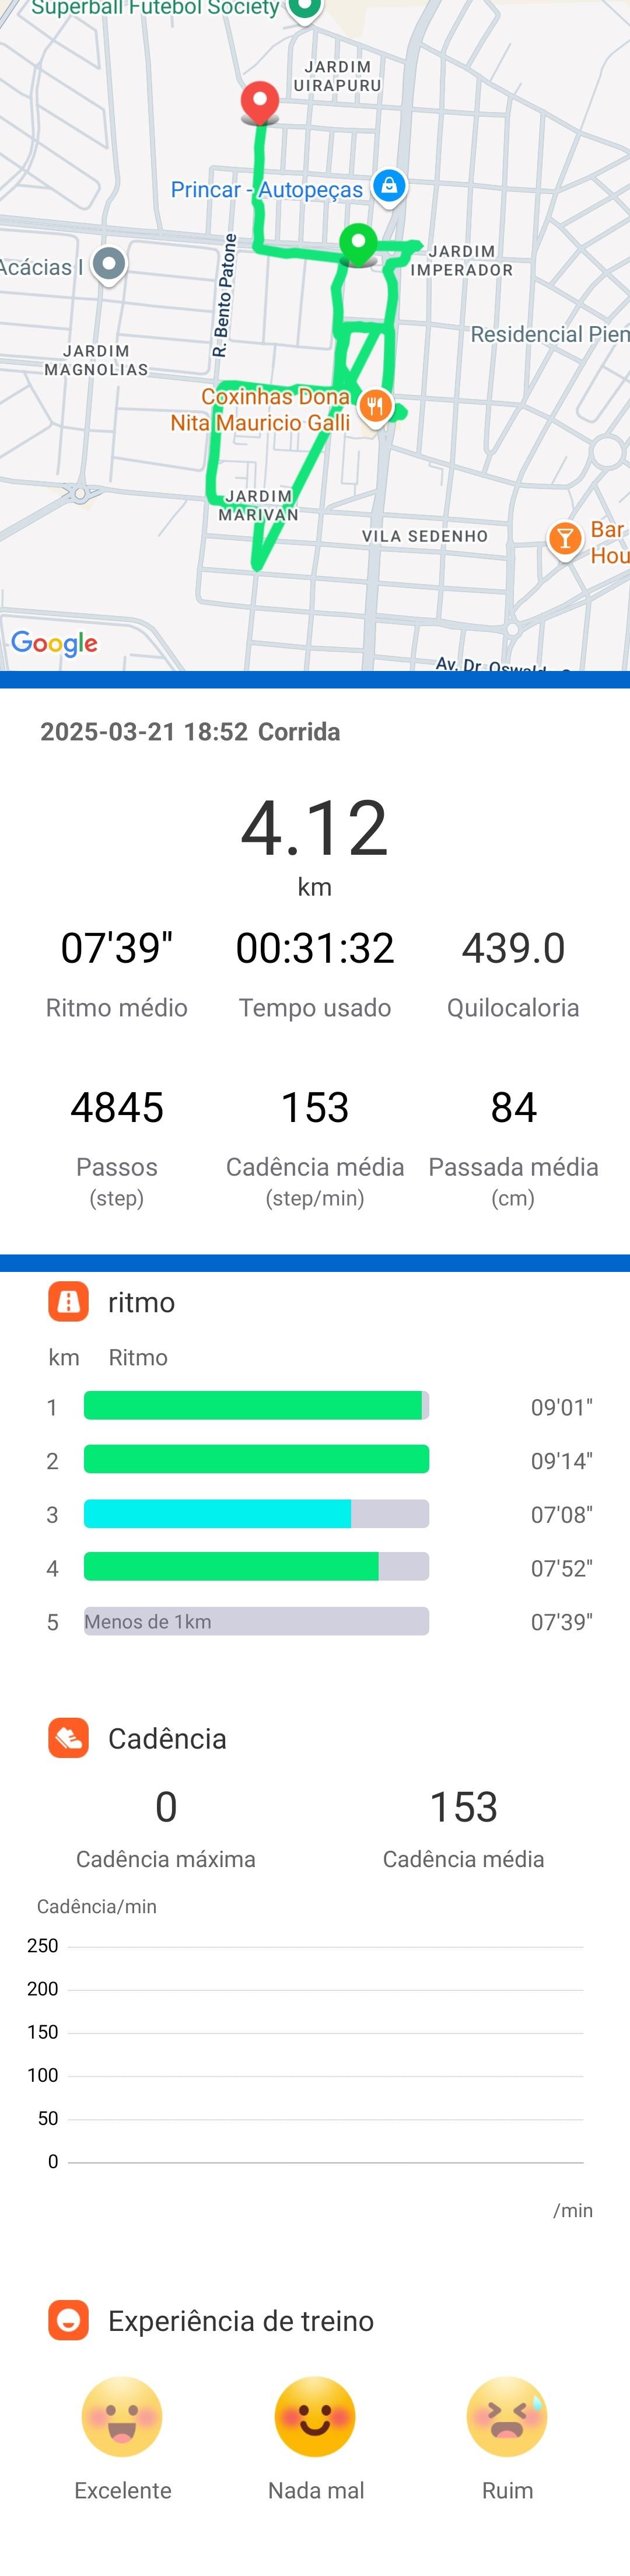 Superball Futebol Society
JARDIM
UIRAPURU
Princar - Autopeças
Acácias I
R. Bento Patone
JARDIM
IMPERADOR
Residencial Pien
JARDIM
MAGNOLIAS
Coxinhas Dona
Nita Mauricio Galli
JARDIM
MARIVAN
VILA SEDENHO
Bar
Hou
Google
Av. Dr. Oswald
2025-03-21 18:52 Corrida
4.12
km
07'39" 00:31:32 439.0
Ritmo médio Tempo usado Quilocaloria
4845 153 84
Passos Cadência média Passada média
(step) (step/min) (cm)
ritmo
km Ritmo
1 09'01"
2 09'14"
3 07'08"
4 07'52"
5 Menos de 1km 07'39"
Cadência
0 153
Cadência máxima Cadência média
Cadência/min
250
200
150
100
50
0
/min
Experiência de treino
Excelente Nada mal Ruim